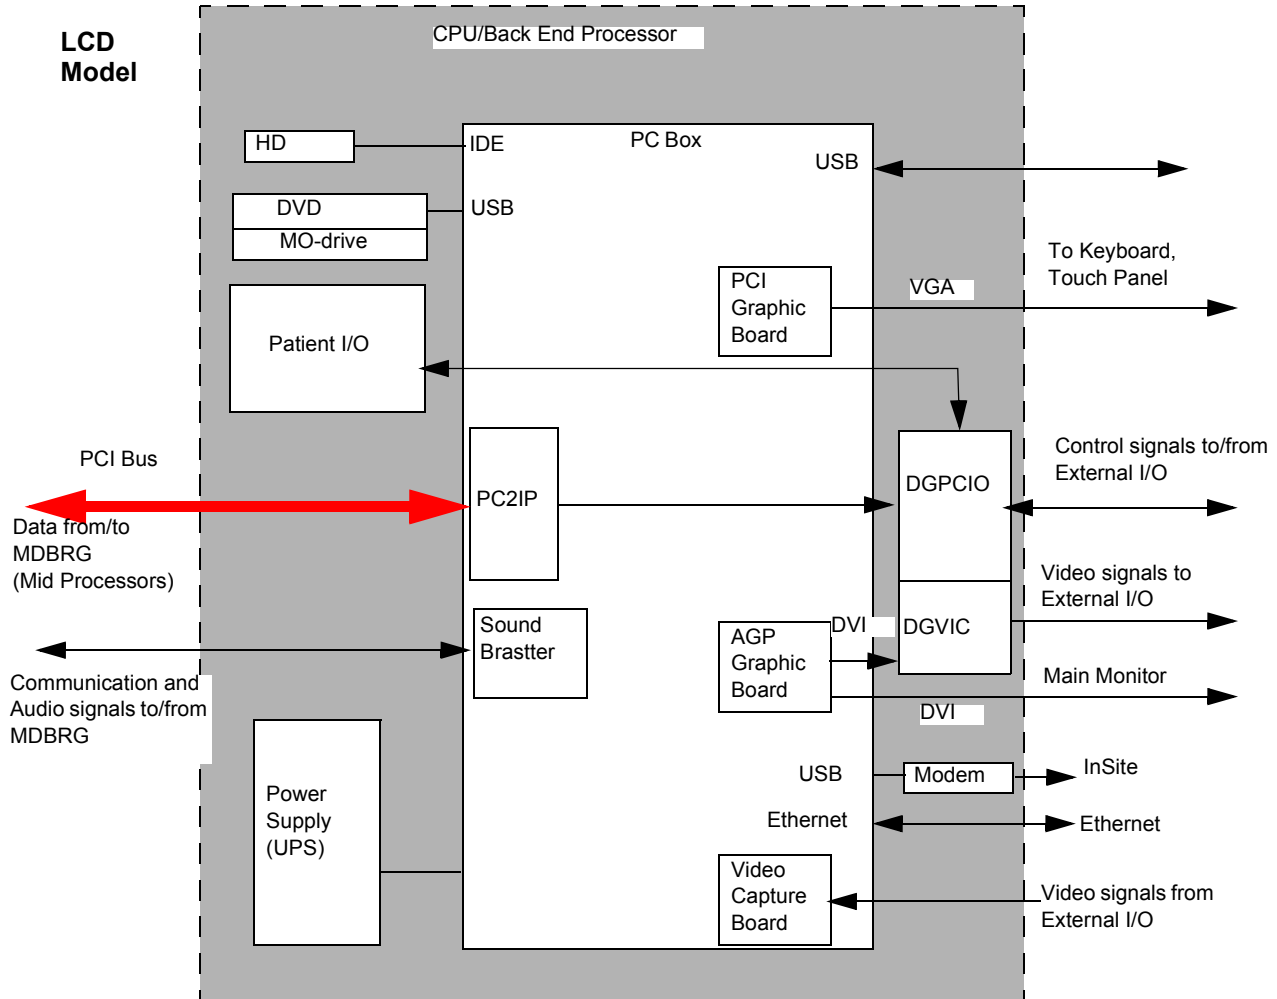 LCD
Model
CPU/Back End Processor
HD
IDE
PC Box
USB
DVD
USB
MO-drive
To Keyboard,
Touch Panel
PCI
Graphic
Board
VGA
Patient I/O
PCI Bus
Control signals to/from
External I/O
PC2IP
DGPCIO
Data from/to
MDBRG
(Mid Processors)
Video signals to
External I/O
Sound
Brastter
AGP
Graphic
Board
DVI
DGVIC
Communication and
Audio signals to/from
MDBRG
Main Monitor
DVI
USB
Modem
InSite
Power
Supply
(UPS)
Ethernet
Ethernet
Video
Capture
Board
Video signals from
External I/O